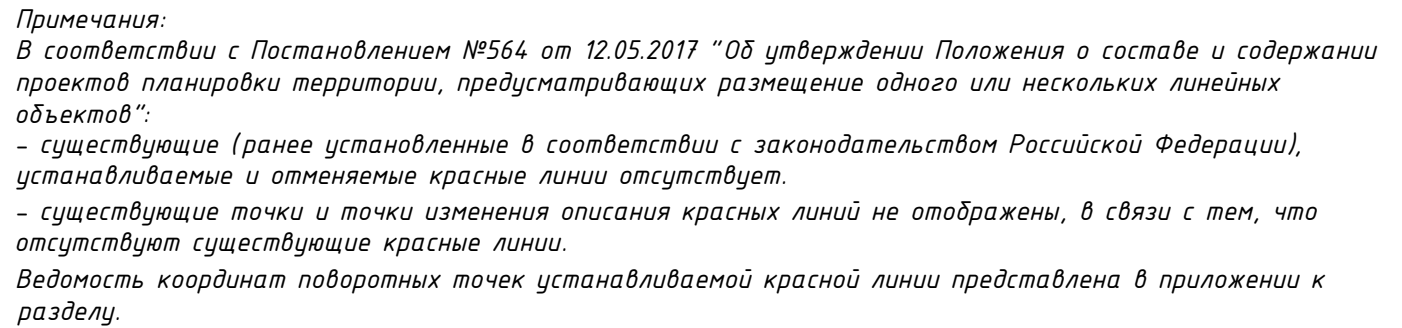 Примечания:
В соответствии с Постановлением №564 от 12.05.2017 "Об утверждении Положения о составе и содержании
проектов планировки территории, предусматривающих размещение одного или нескольких линейных
объектов":
- существующие (ранее установленные в соответствии с законодательством Российской Федерации),
устанавливаемые и отменяемые красные линии отсутствует.
- существующие точки и точки изменения описания красных линий не отображены, в связи с тем, что
отсутствуют существующие красные линии.
Ведомость координат поворотных точек устанавливаемой красной линии представлена в приложении к
разделу.